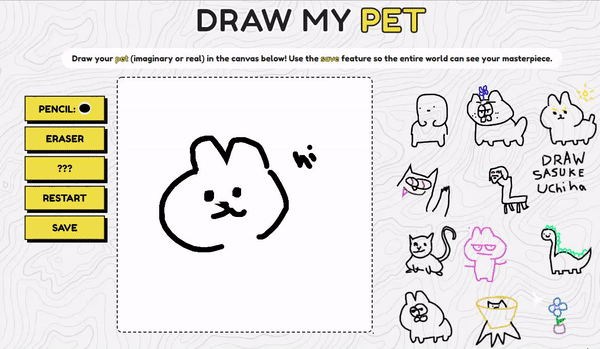 DRAW MY PET
Draw your pet (imaginary or real) in the canvas below! Use the save feature so the entire world can see your masterpiece.
PENCIL:
ERASER
???
RESTART
SAVE
hi
DRAW
SASUKE
Uchiha